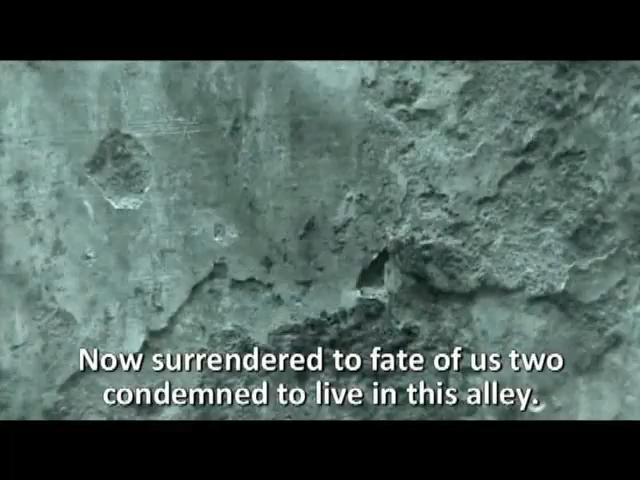 Now surrendered to fate of us two
condemned to live in this alley.